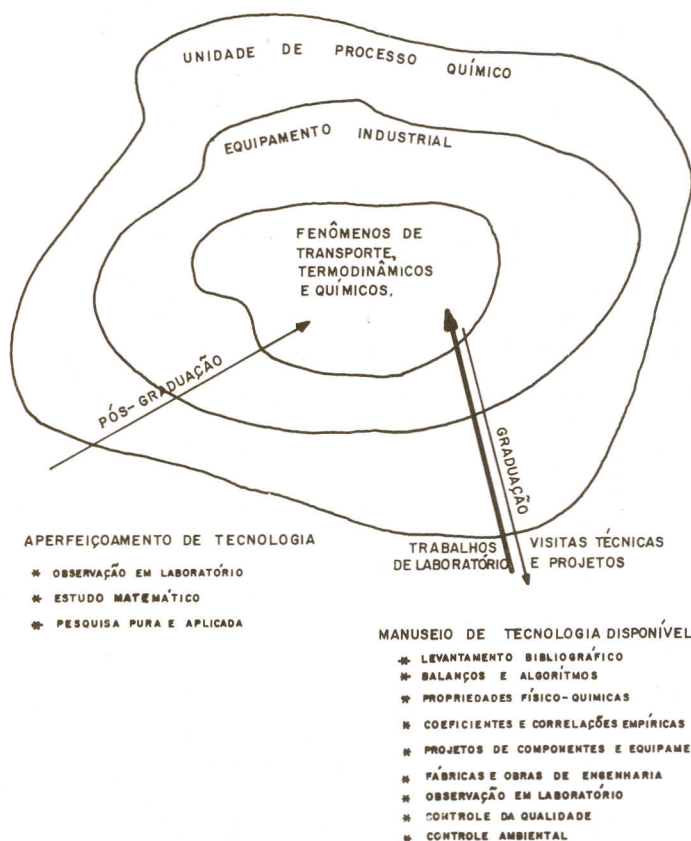 UNIDADE DE PROCESSO QUÍMICO
EQUIPAMENTO INDUSTRIAL
FENÔMENOS DE
TRANSPORTE,
TERMODINÂMICOS
E QUÍMICOS.
PÓS-GRADUAÇÃO
GRADUAÇÃO
APERFEIÇOAMENTO DE TECNOLOGIA
* OBSERVAÇÃO EM LABORATÓRIO
* ESTUDO MATEMÁTICO
* PESQUISA PURA E APLICADA
TRABALHOS
DE LABORATÓRIO
VISITAS TÉCNICAS
E PROJETOS
MANUSEIO DE TECNOLOGIA DISPONÍVEL
* LEVANTAMENTO BIBLIOGRÁFICO
* BALANÇOS E ALGORÍTMOS
* PROPRIEDADES FÍSICO-QUIMICAS
* COEFICIENTES E CORRELAÇÕES EMPÍRICAS
* PROJETOS DE COMPONENTES E EQUIPAME
* FÁBRICAS E OBRAS DE ENGENHARIA
* OBSERVAÇÃO EM LABORATÓRIO
* CONTROLE DA QUALIDADE
* CONTROLE AMBIENTAL